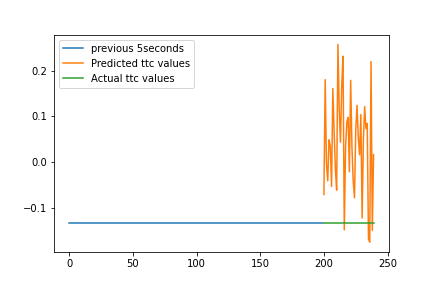 previous 5seconds
Predicted ttc values
Actual ttc values
0.2
0.1
0.0
−0.1
0 50 100 150 200 250